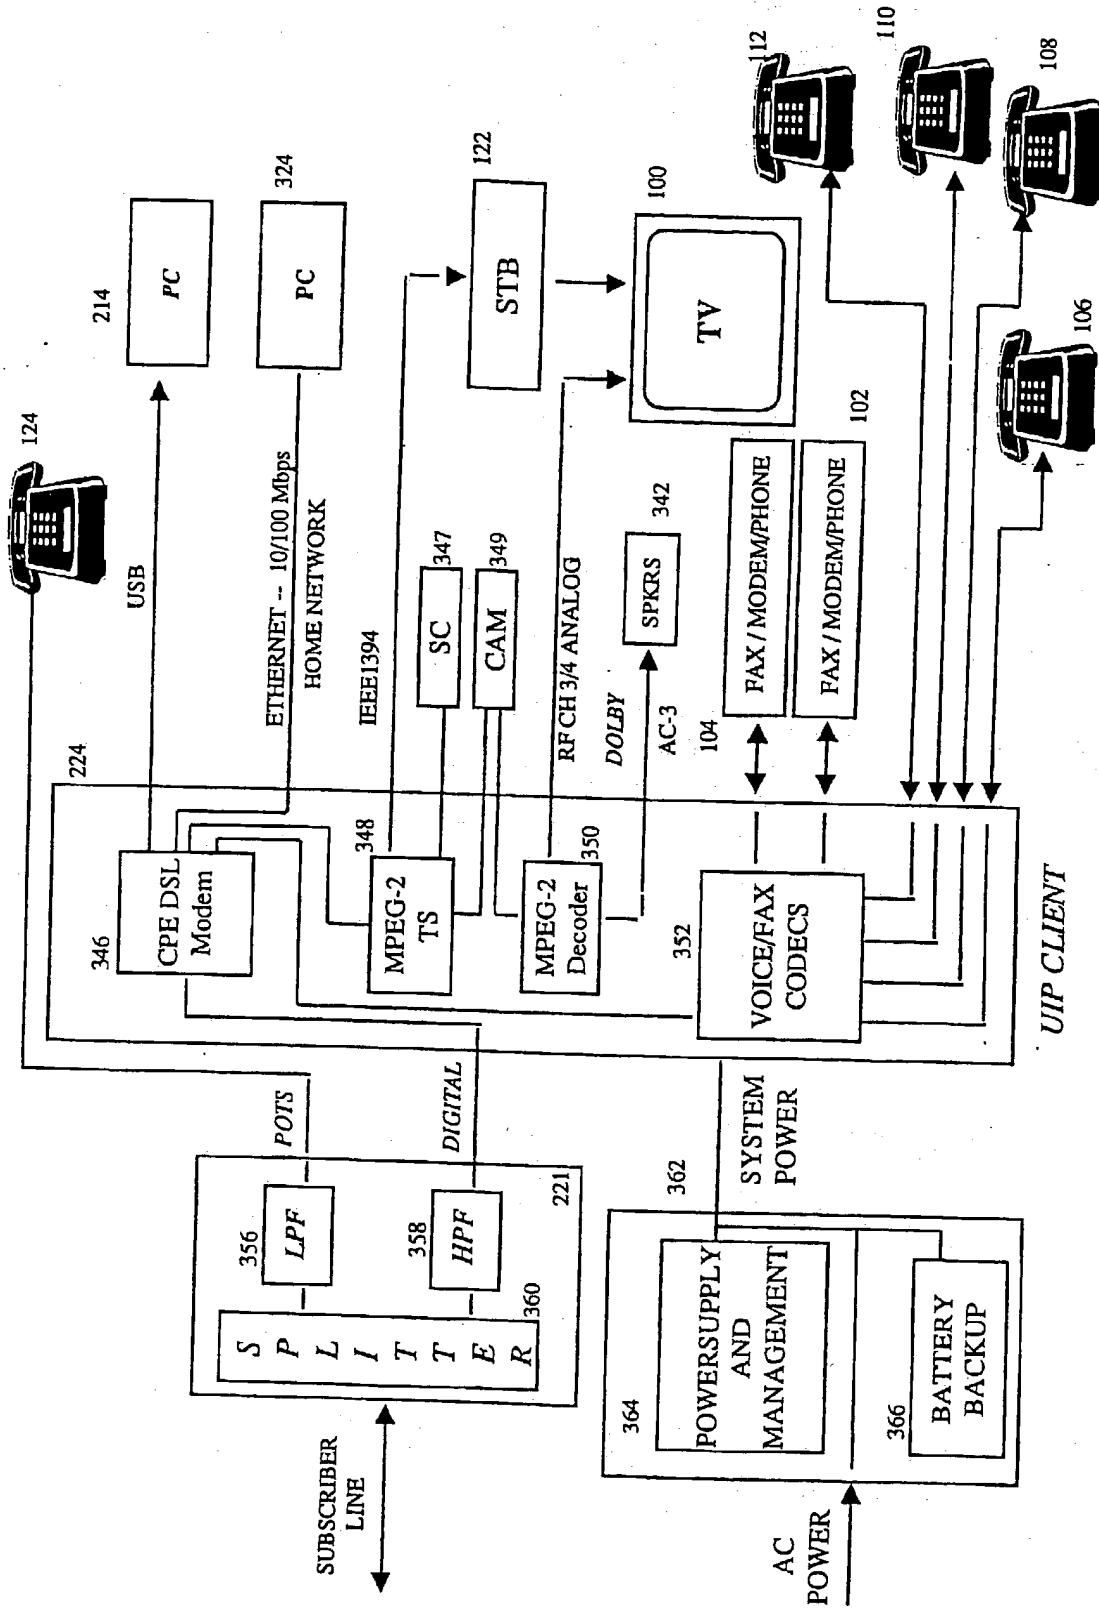 124
USB
214
PC
ETHERNET -- 10/100 Mbps
HOME NETWORK
324
PC
224
346
CPE DSL
Modem
IEEE1394
122
STB
348
MPEG-2
TS
SC
347
CAM
349
RF CH 3/4 ANALOG
100
TV
350
MPEG-2
Decoder
DOLBY
AC-3
SPKRS
342
104
FAX / MODEM/PHONE
FAX / MODEM/PHONE
102
352
VOICE/FAX
CODECS
112
110
108
106
UIP CLIENT
SUBSCRIBER
LINE
SPLITTER
360
356
LPF
POTS
358
HPF
DIGITAL
221
362
SYSTEM
POWER
364
POWERSUPPLY
AND
MANAGEMENT
366
BATTERY
BACKUP
AC
POWER